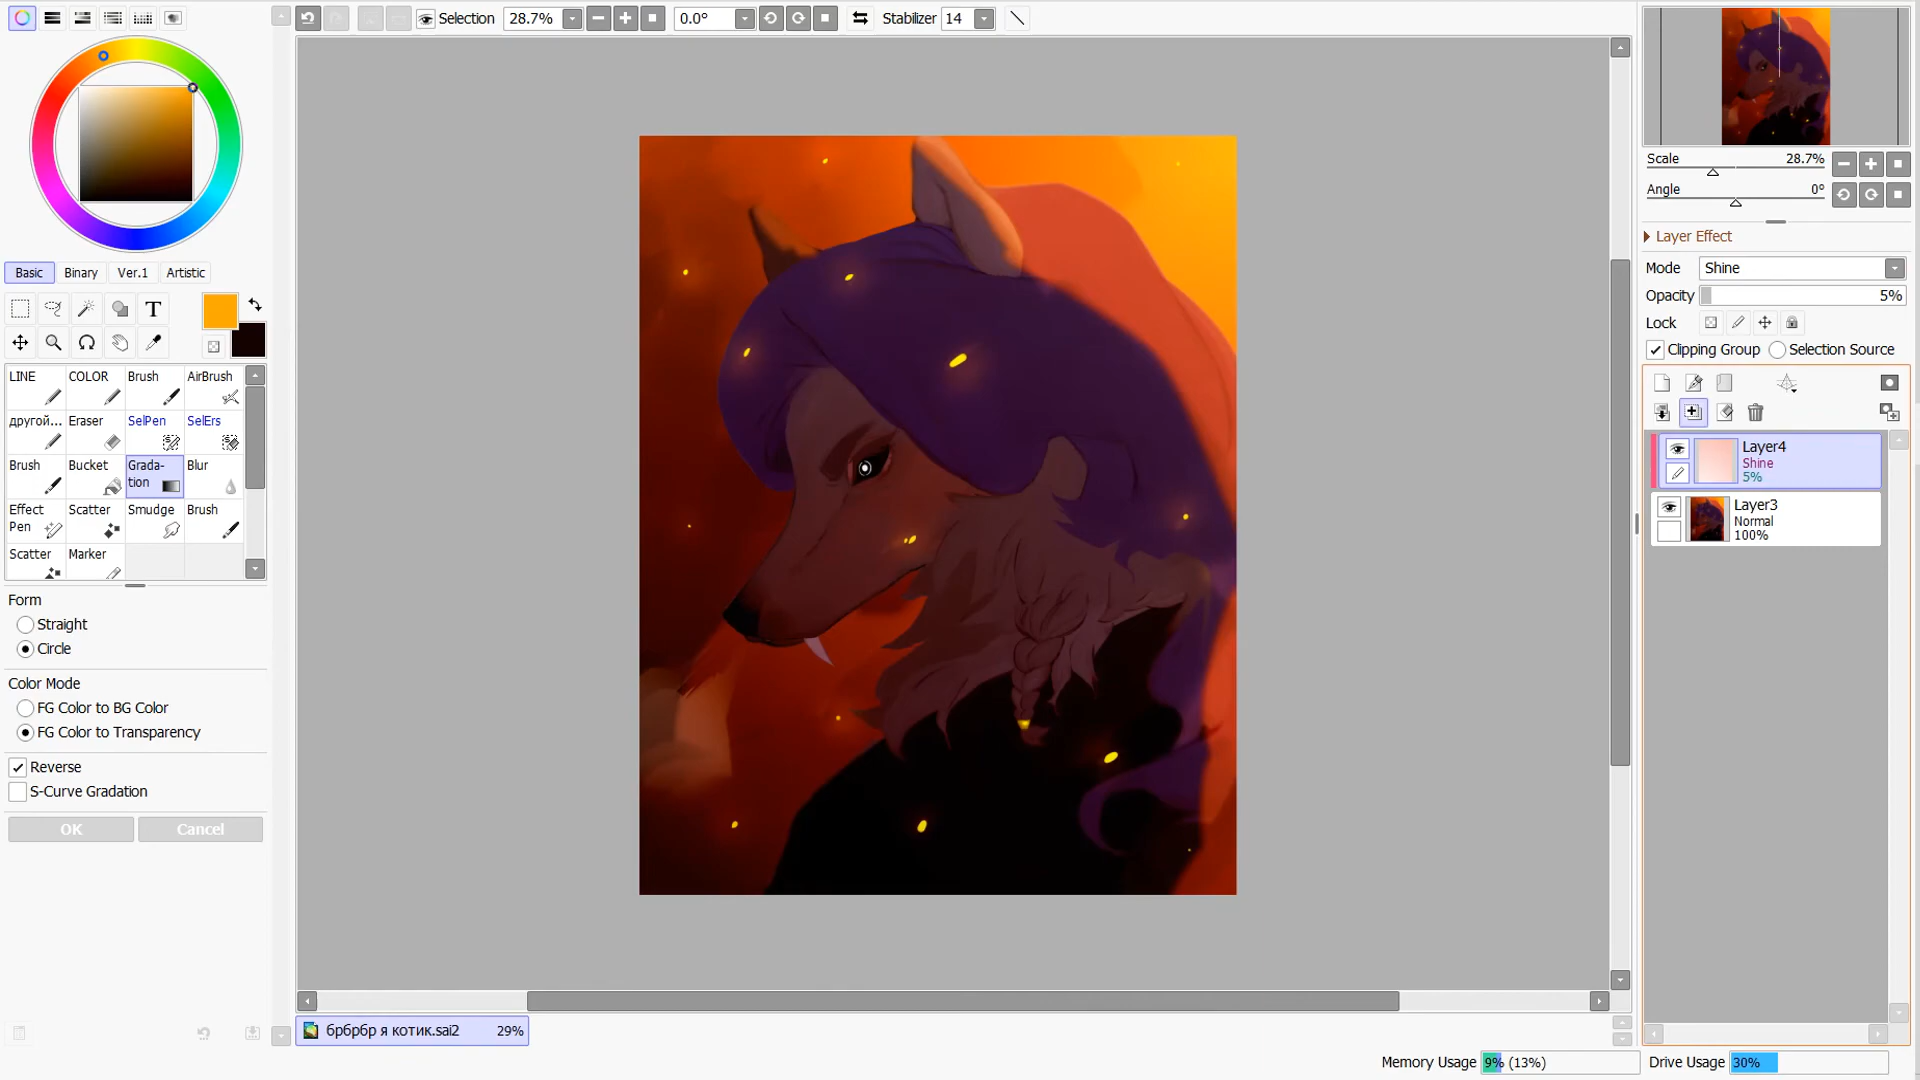 Selection
28.7%
0.0°
Stabilizer
14
Basic
Binary
Ver.1
Artistic
T
LINE
COLOR
Brush
AirBrush
другой...
Eraser
SelPen
SelErs
Brush
Bucket
Grada-
tion
Blur
Effect
Pen
Scatter
Smudge
Brush
Scatter
Marker
Form
Straight
Circle
Color Mode
FG Color to BG Color
FG Color to Transparency
Reverse
S-Curve Gradation
OK
Cancel
брбрбр я котик.sai2
29%
Scale
28.7%
Angle
0°
Layer Effect
Mode
Shine
Opacity
5%
Lock
Clipping Group
Selection Source
Layer4
Shine
5%
Layer3
Normal
100%
Memory Usage
9% (13%)
Drive Usage
30%